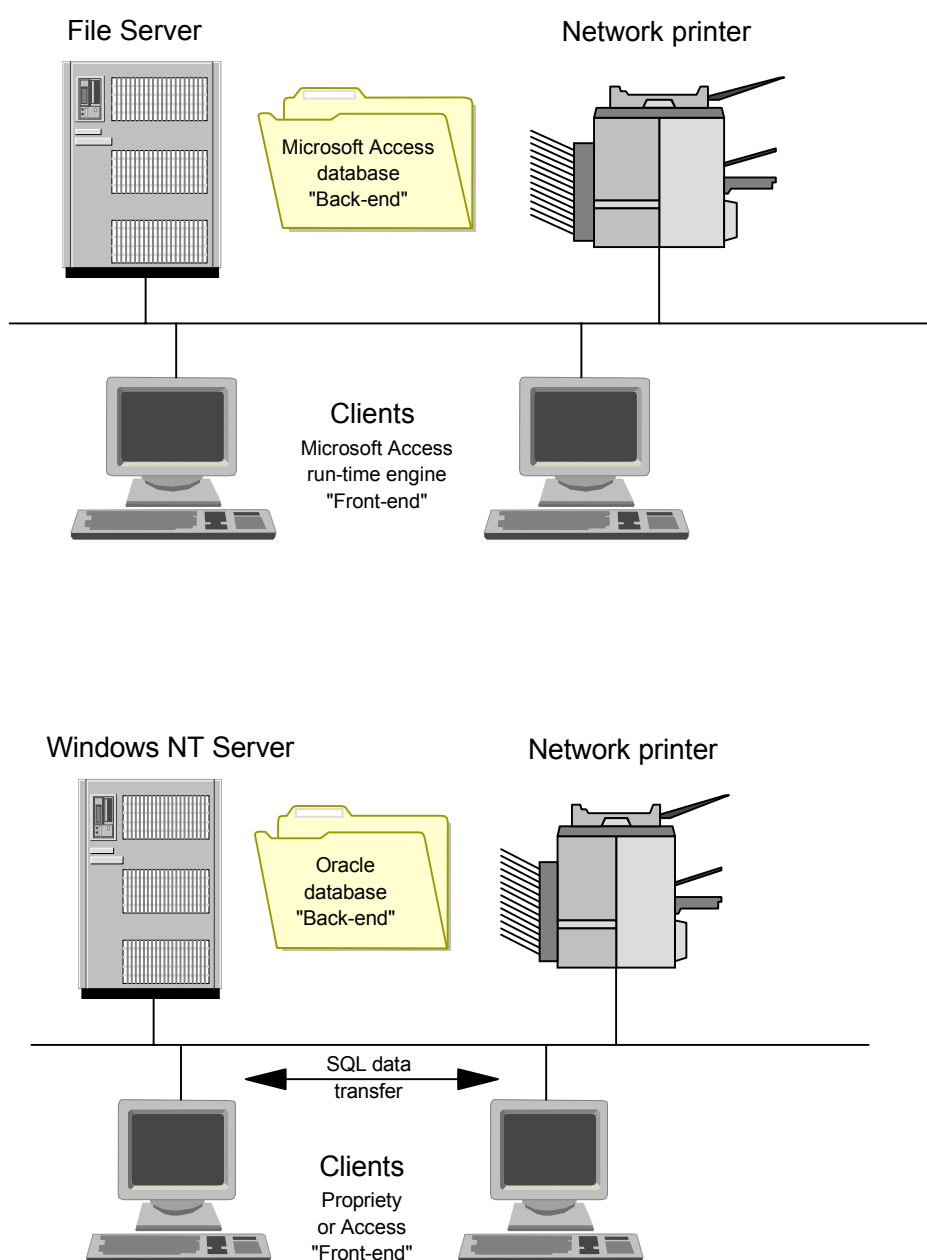 File Server
Network printer
Microsoft Access
database
"Back-end"
Clients
Microsoft Access
run-time engine
"Front-end"
Windows NT Server
Network printer
Oracle
database
"Back-end"
SQL data
transfer
Clients
Propriety
or Access
"Front-end"